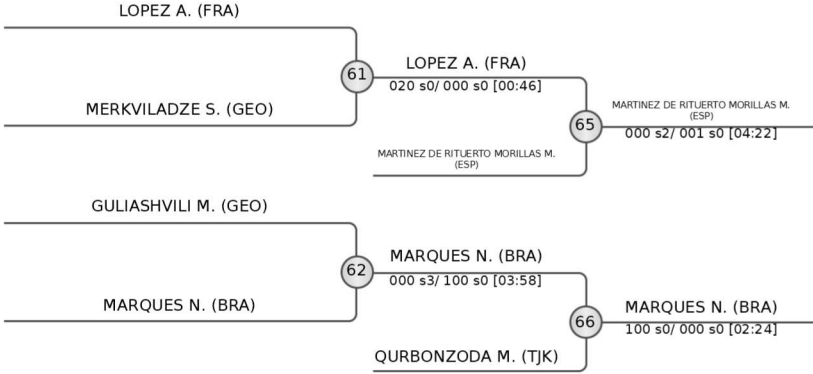 LOPEZ A. (FRA)
MERKVILADZE S. (GEO)
61
LOPEZ A. (FRA)
020 s0/ 000 s0 [00:46]
MARTINEZ DE RITUERTO MORILLAS M.
(ESP)
65
MARTINEZ DE RITUERTO MORILLAS M.
(ESP)
000 s2/ 001 s0 [04:22]
GULIASHVILI M. (GEO)
MARQUES N. (BRA)
62
MARQUES N. (BRA)
000 s3/ 100 s0 [03:58]
QURBONZODA M. (TJK)
66
MARQUES N. (BRA)
100 s0/ 000 s0 [02:24]